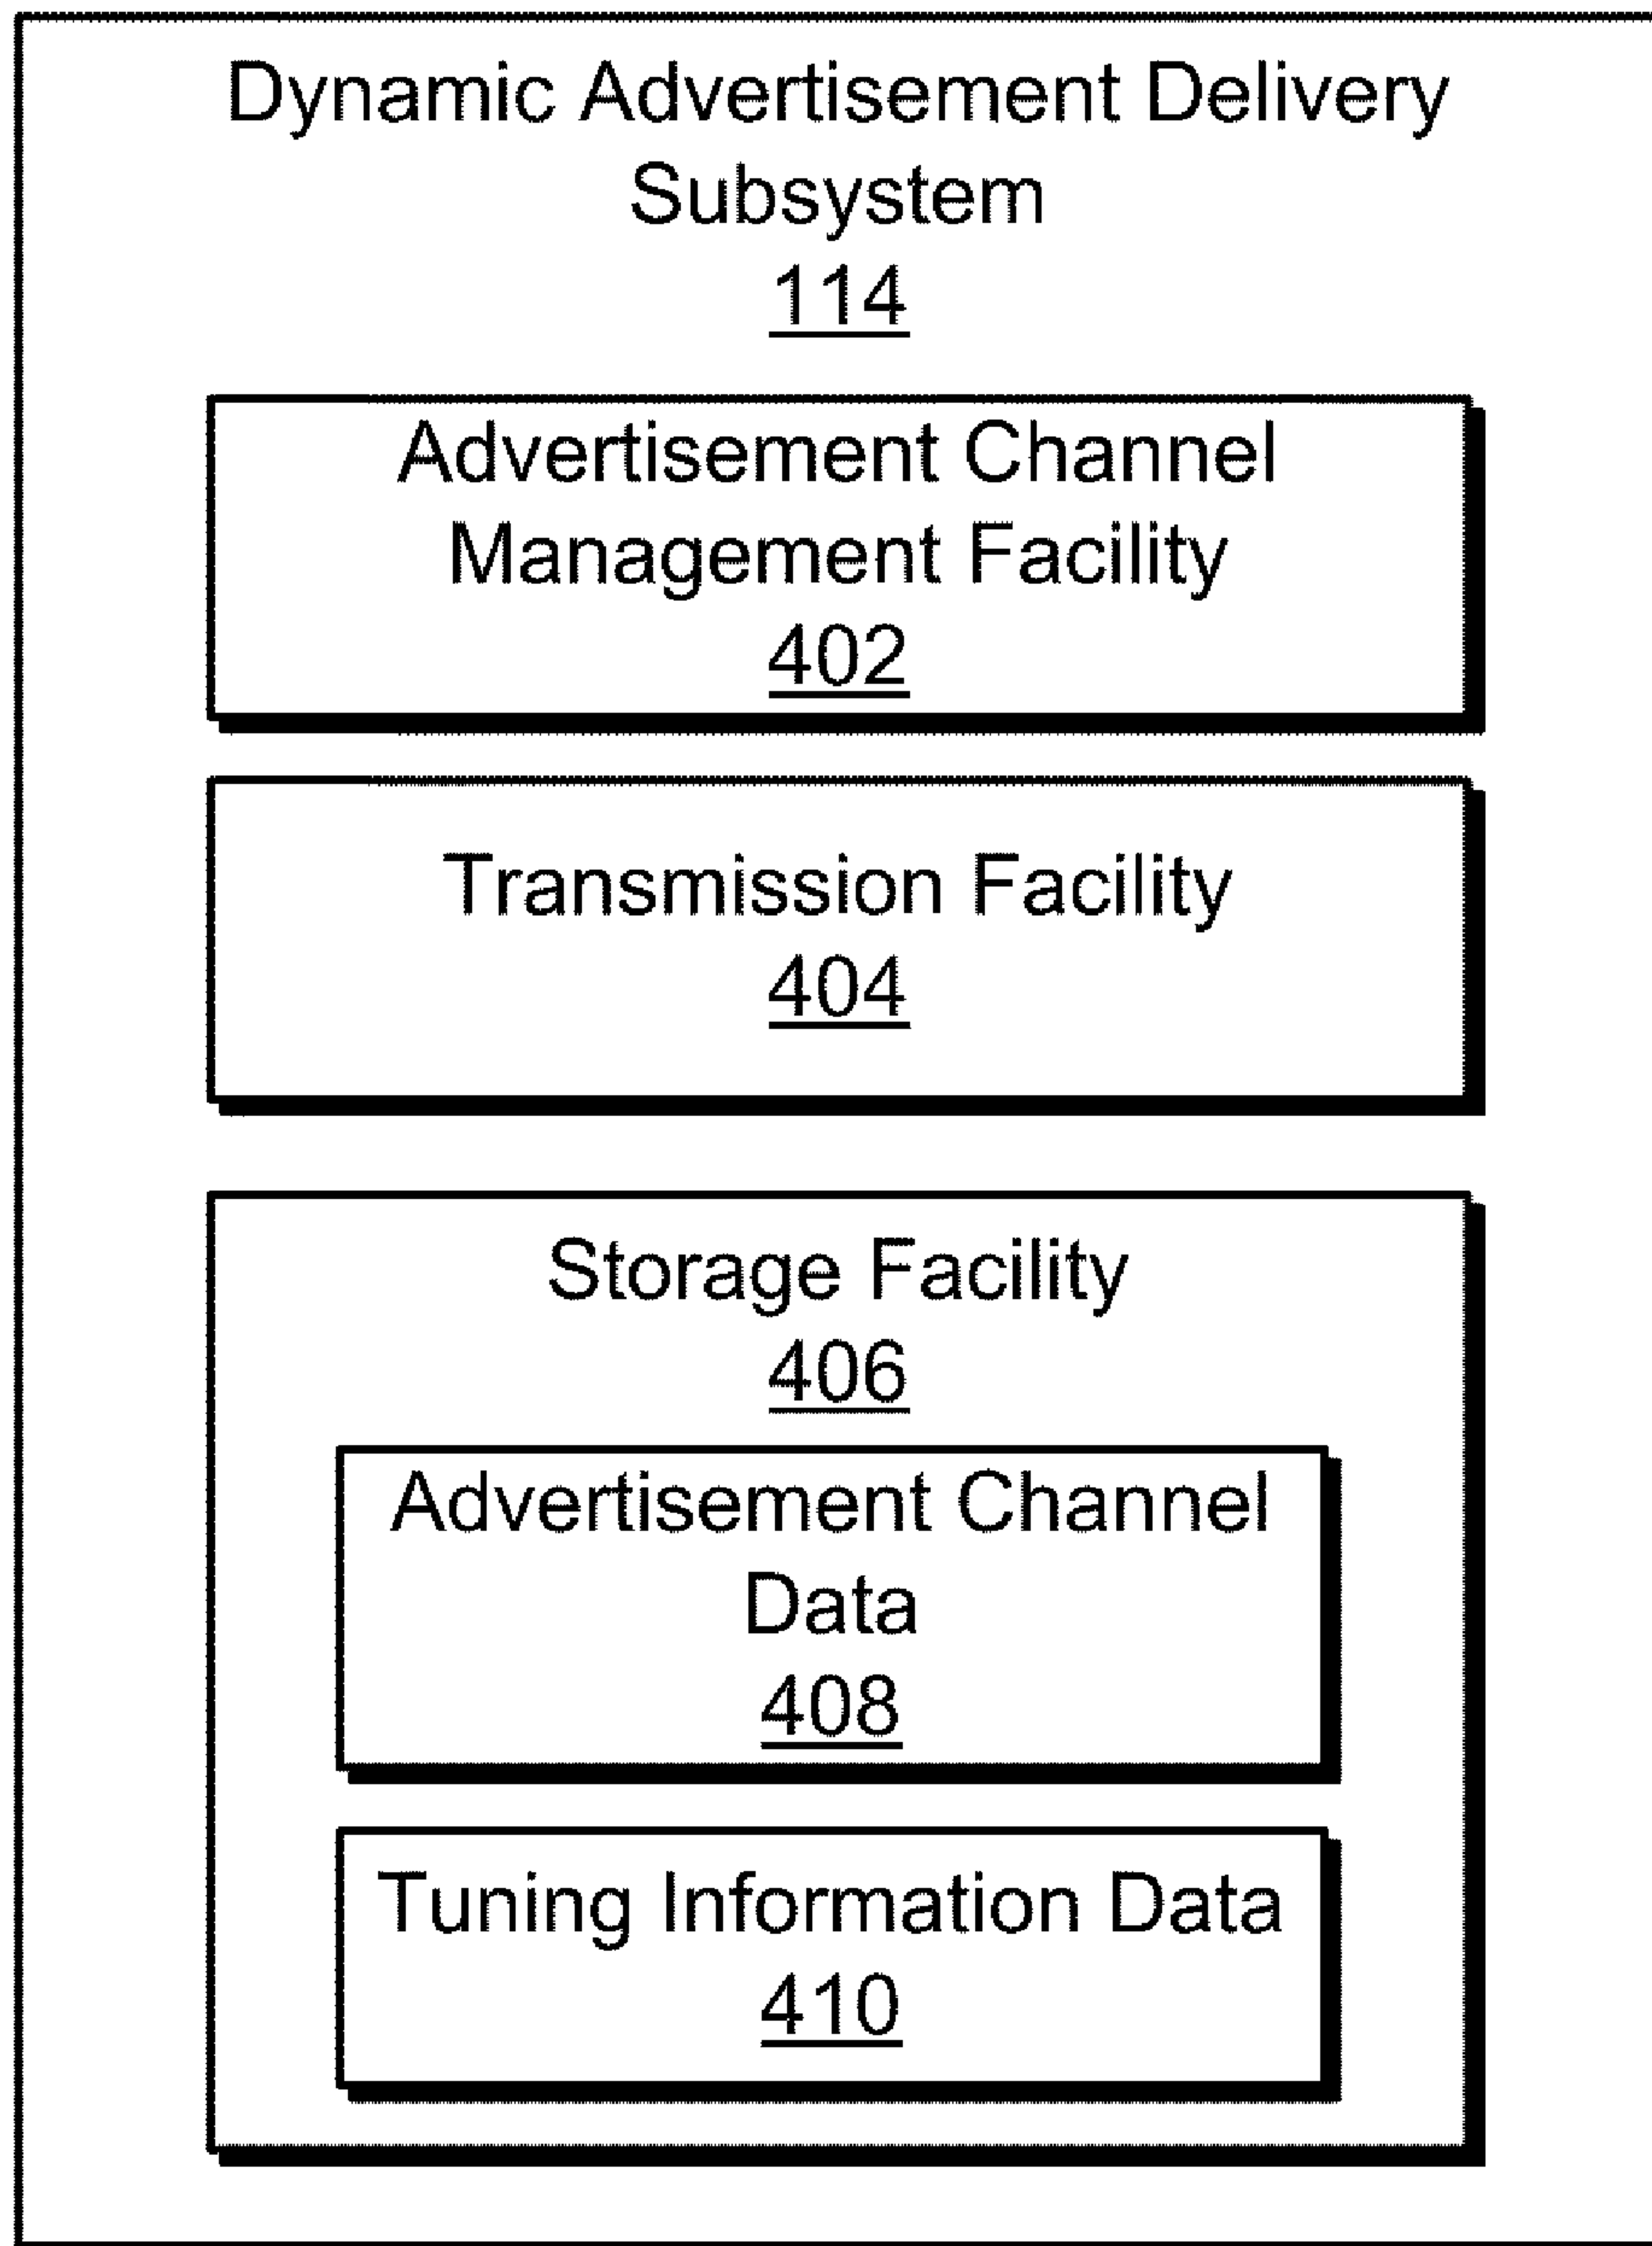 Dynamic Advertisement Delivery
Subsystem
114
Advertisement Channel
Management Facility
402
Transmission Facility
404
Storage Facility
406
Advertisement Channel
Data
408
Tuning Information Data
410